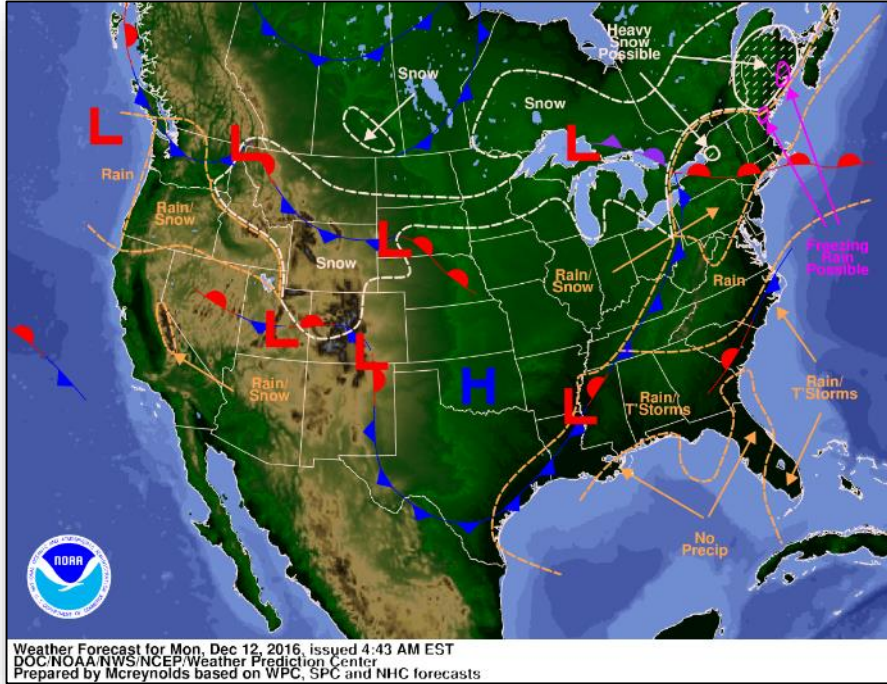 Heavy
Snow
Possible
Snow
Snow
L
L
L
Rain
Rain/
Snow
Freezing
Rain
Possible
L
Snow
Rain/
Snow
Rain
L
L
H
L
Rain/
Snow
Rain/
T'Storms
Rain/
T'Storms
No
Precip
NOAA
Weather Forecast for Mon, Dec 12, 2016, issued 4:43 AM EST
DOC/NOAA/NWS/NCEP/Weather Prediction Center
Prepared by Mcreynolds based on WPC, SPC and NHC forecasts